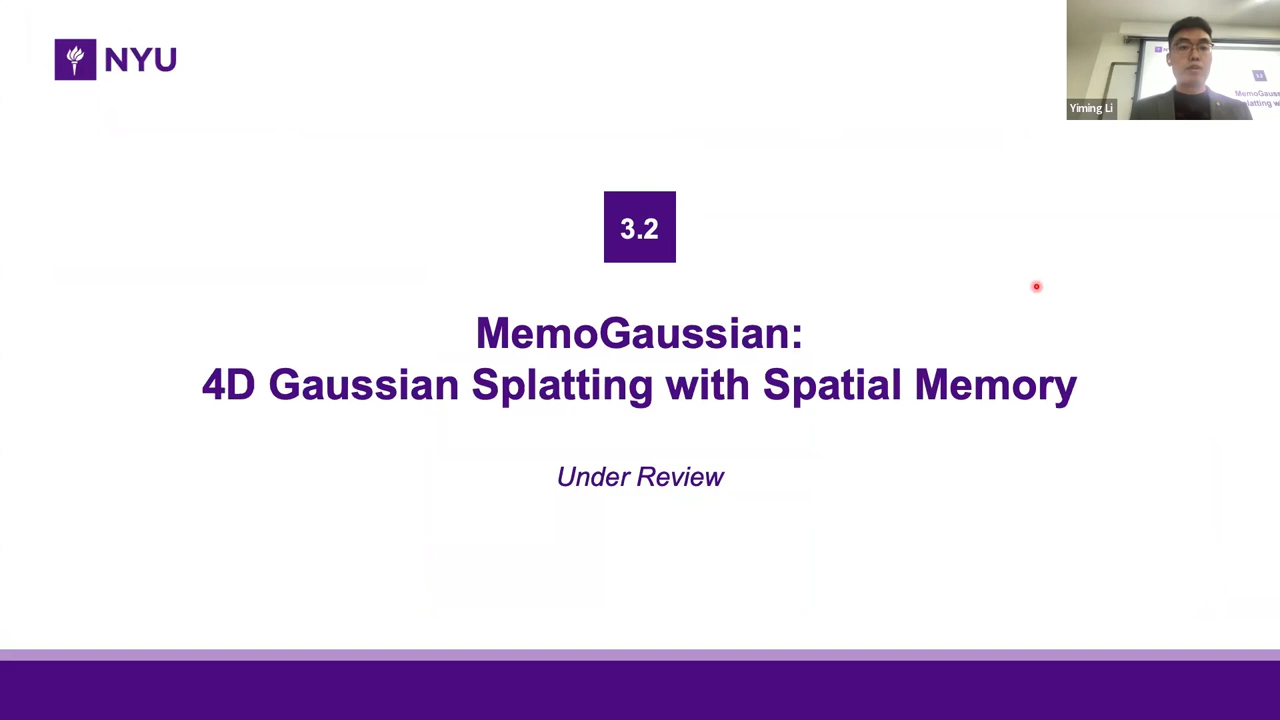 NYU
Yiming Li
3.2
MemoGaussian:
4D Gaussian Splatting with Spatial Memory
Under Review